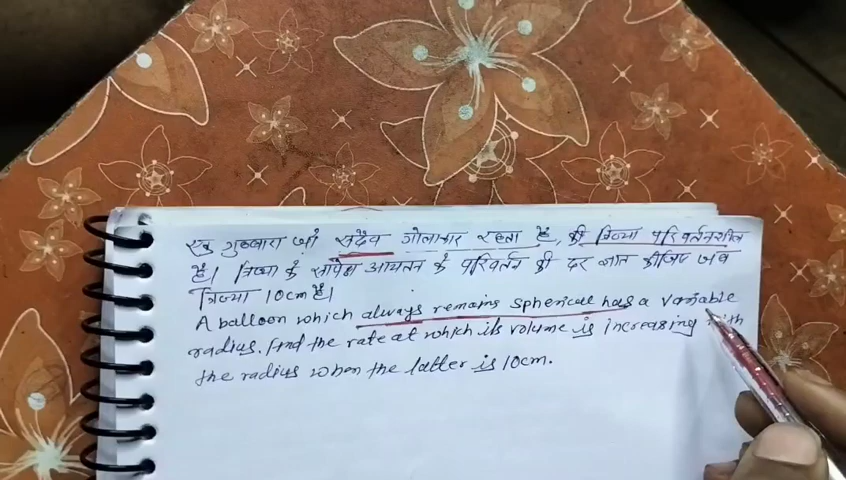 एक गुब्बारा जो सदैव गोलाकार रहता है, की त्रिज्या परिवर्तनशील
है। त्रिज्या के सापेक्ष आयतन के परिवर्तन की दर ज्ञात कीजिए जब
त्रिज्या 10cm है।
A balloon which always remains spherical has a variable
radius. Find the rate at which its volume is increasing with
the radius when the latter is 10cm.